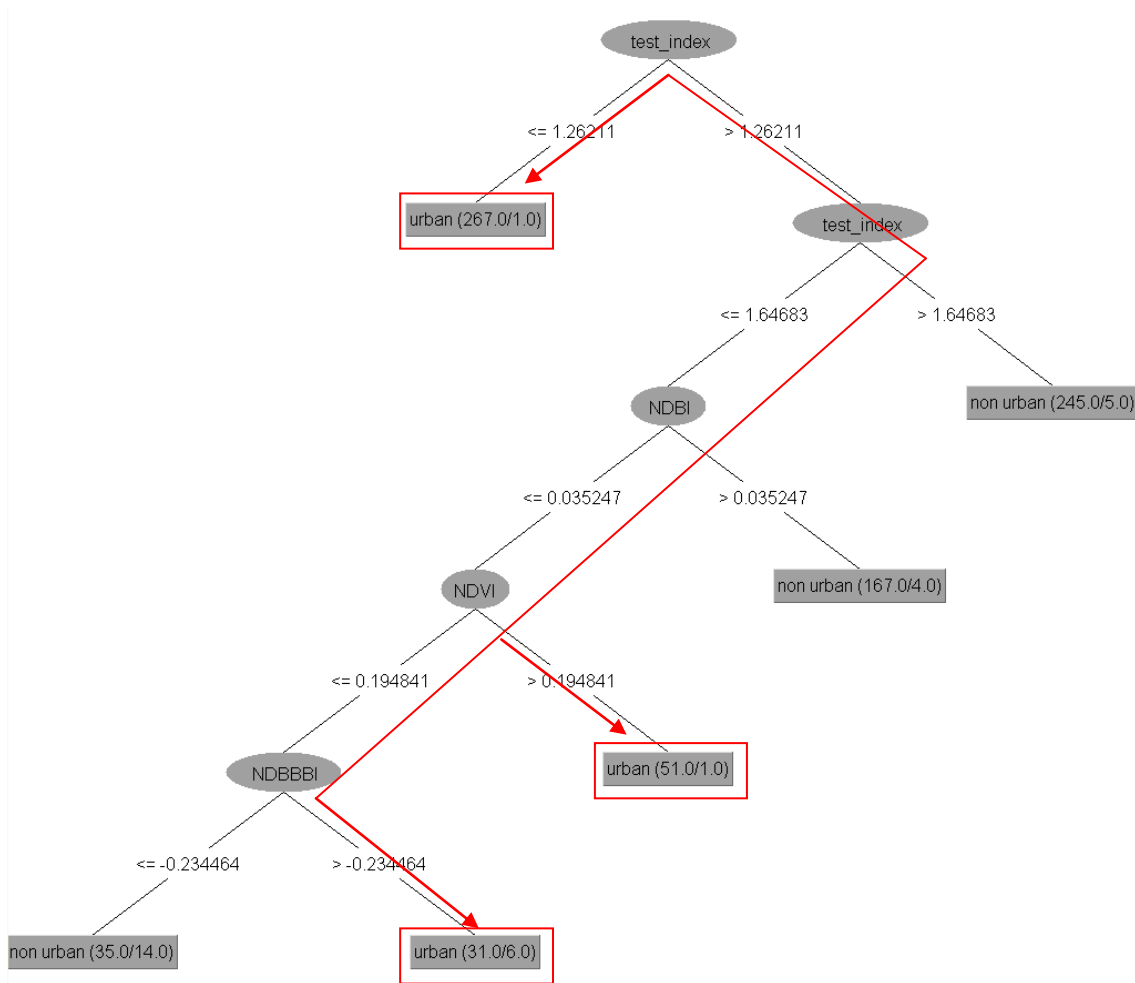 test_index
<= 1.26211
> 1.26211
urban (267.0/1.0)
test_index
<= 1.64683
> 1.64683
NDBI
non urban (245.0/5.0)
<= 0.035247
> 0.035247
NDVI
non urban (167.0/4.0)
<= 0.194841
> 0.194841
NDBBBI
urban (51.0/1.0)
<= -0.234464
> -0.234464
non urban (35.0/14.0)
urban (31.0/6.0)